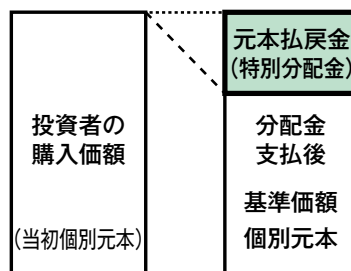 投資者の
購入価額
(当初個別元本)
元本払戻金
(特別分配金)
分配金
支払後
基準価額
個別元本